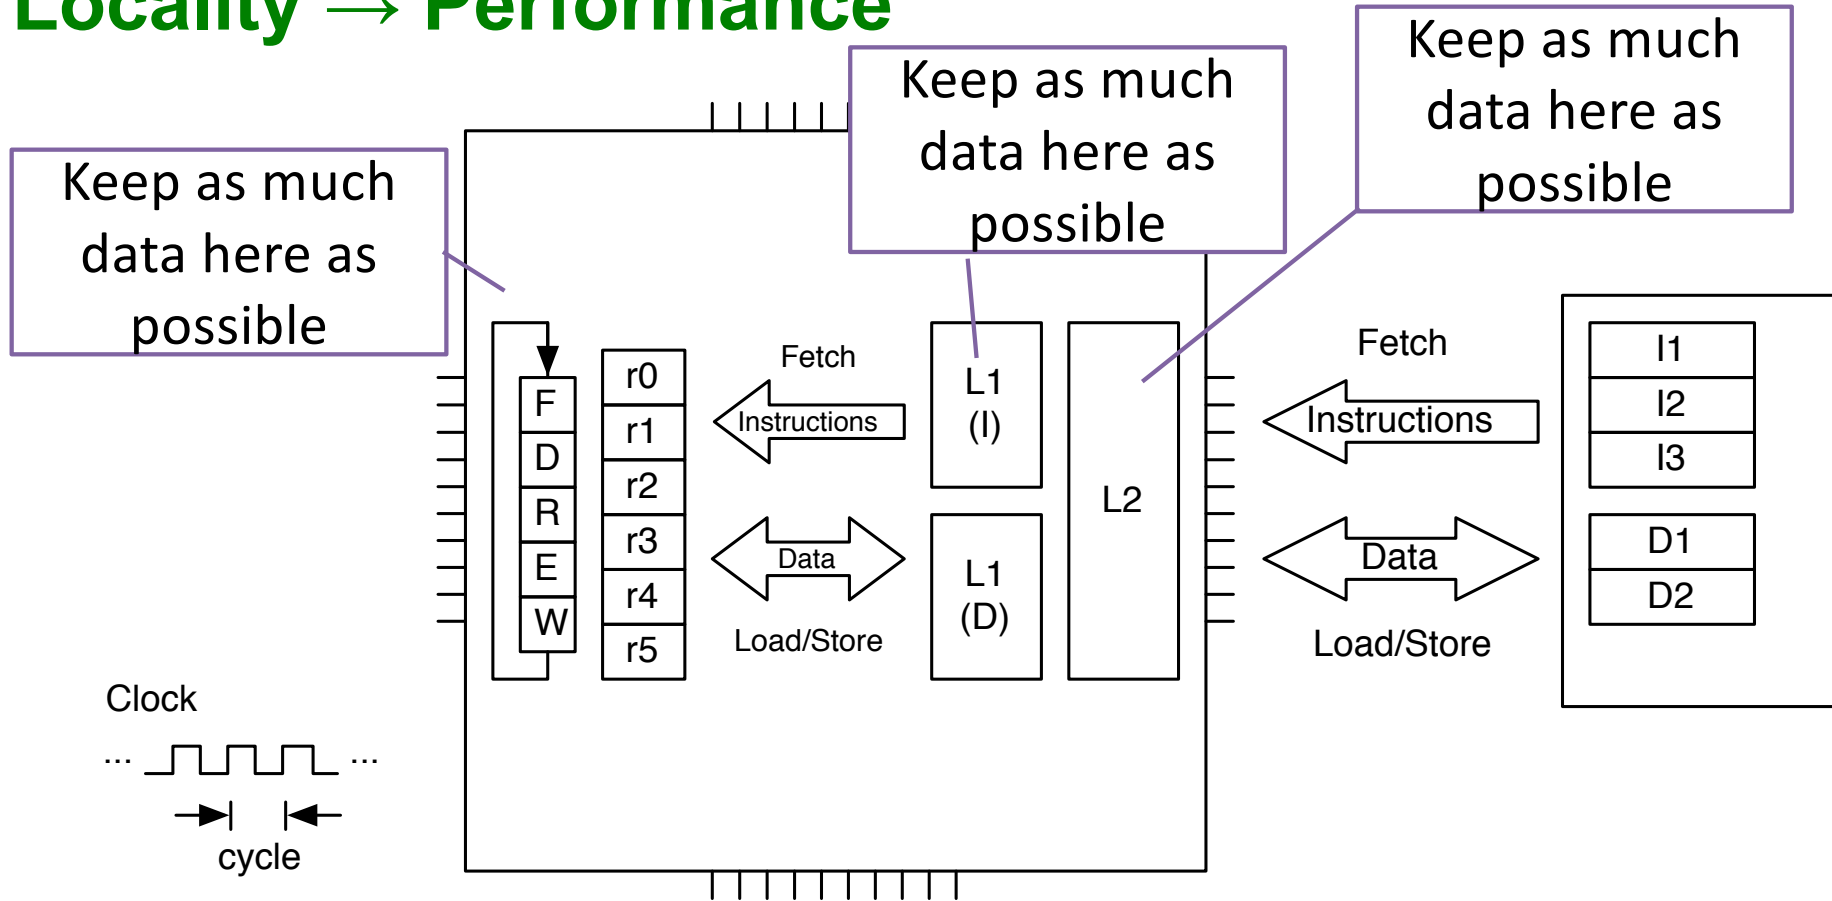 Locality → Performance
Keep as much
data here as
possible
Keep as much
data here as
possible
Keep as much
data here as
possible
F
D
R
E
W
r0
r1
r2
r3
r4
r5
Fetch
Instructions
Data
Load/Store
L1
(I)
L1
(D)
L2
Fetch
Instructions
Data
Load/Store
I1
I2
I3
D1
D2
Clock
... ...
cycle